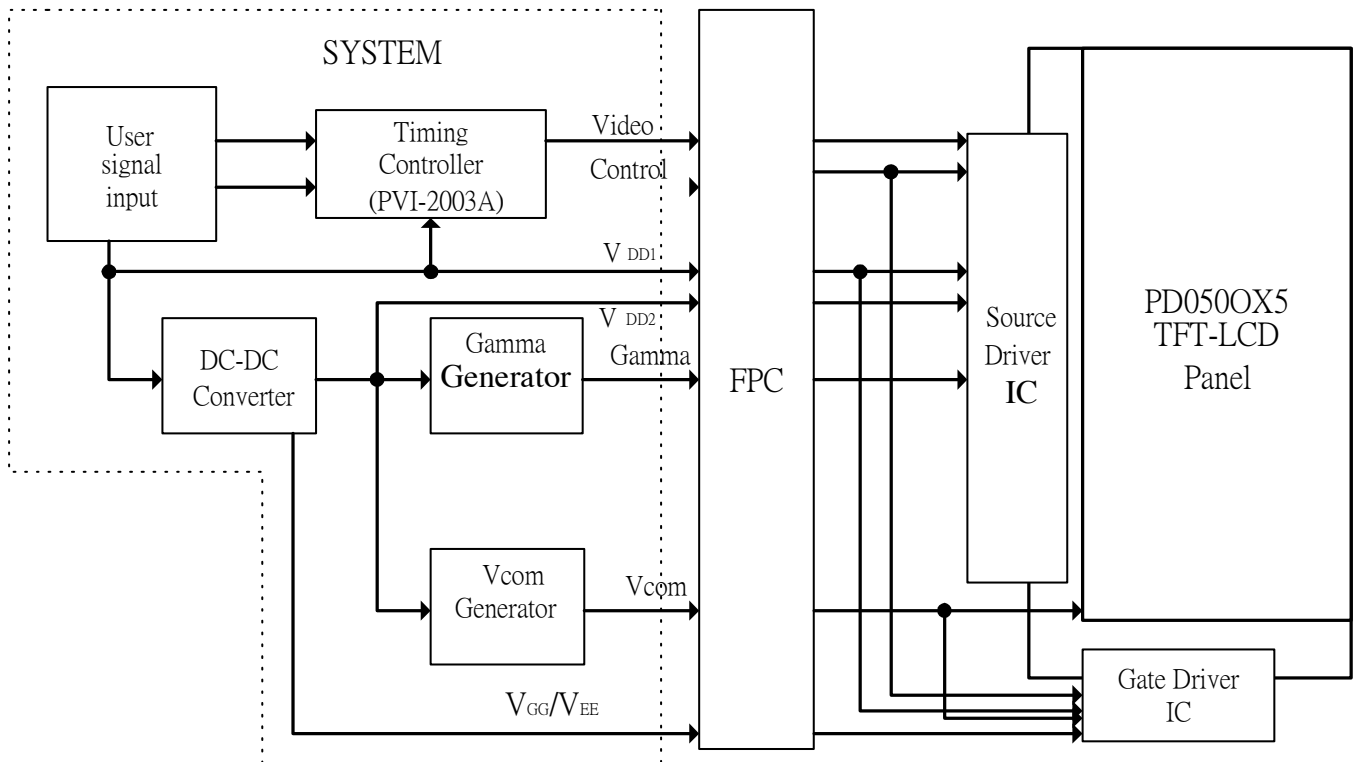 SYSTEM
User
signal
input
Timing
Controller
(PVI-2003A)
Video
Control
V DD1
V DD2
DC-DC
Converter
Gamma
Generator
Gamma
Vcom
Generator
Vcom
VGG/VEE
FPC
Source
Driver
IC
PD050OX5
TFT-LCD
Panel
Gate Driver
IC